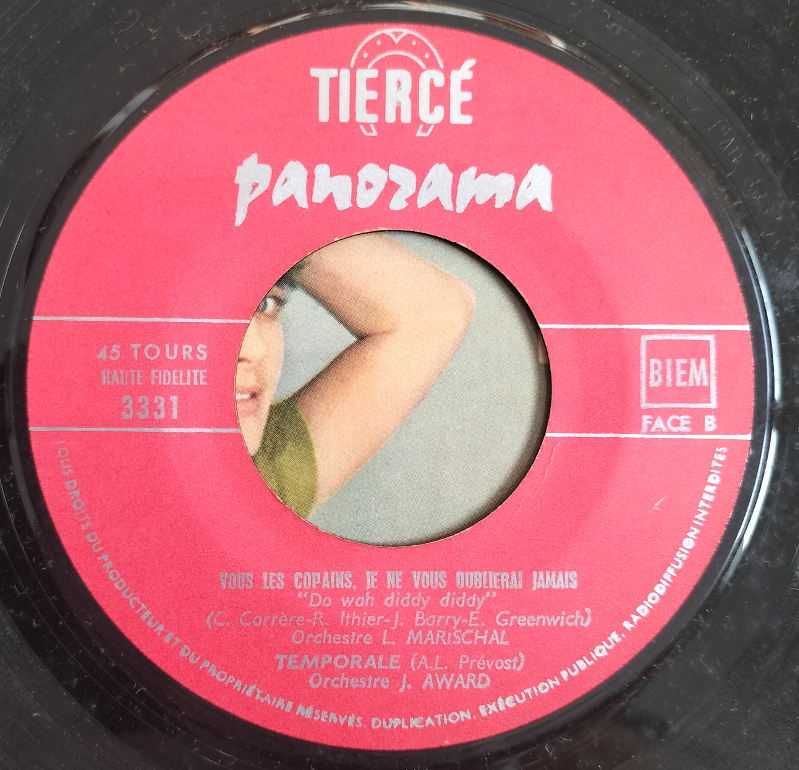 TIERCÉ
panorama
45 TOURS
HAUTE FIDELITE
3331
BIEM
FACE B
VOUS LES COPAINS, JE NE VOUS OUBLIERAI JAMAIS
"Do wah diddy diddy"
(C. Carrère-R. Ithier-J. Barry-E. Greenwich)
Orchestre L. MARISCHAL
TEMPORALE (A.L. Prévost)
Orchestre J. AWARD
TOUS DROITS DU PRODUCTEUR ET DU PROPRIÉTAIRE RÉSERVÉS. DUPLICATION, EXÉCUTION PUBLIQUE, RADIODIFFUSION INTERDITES